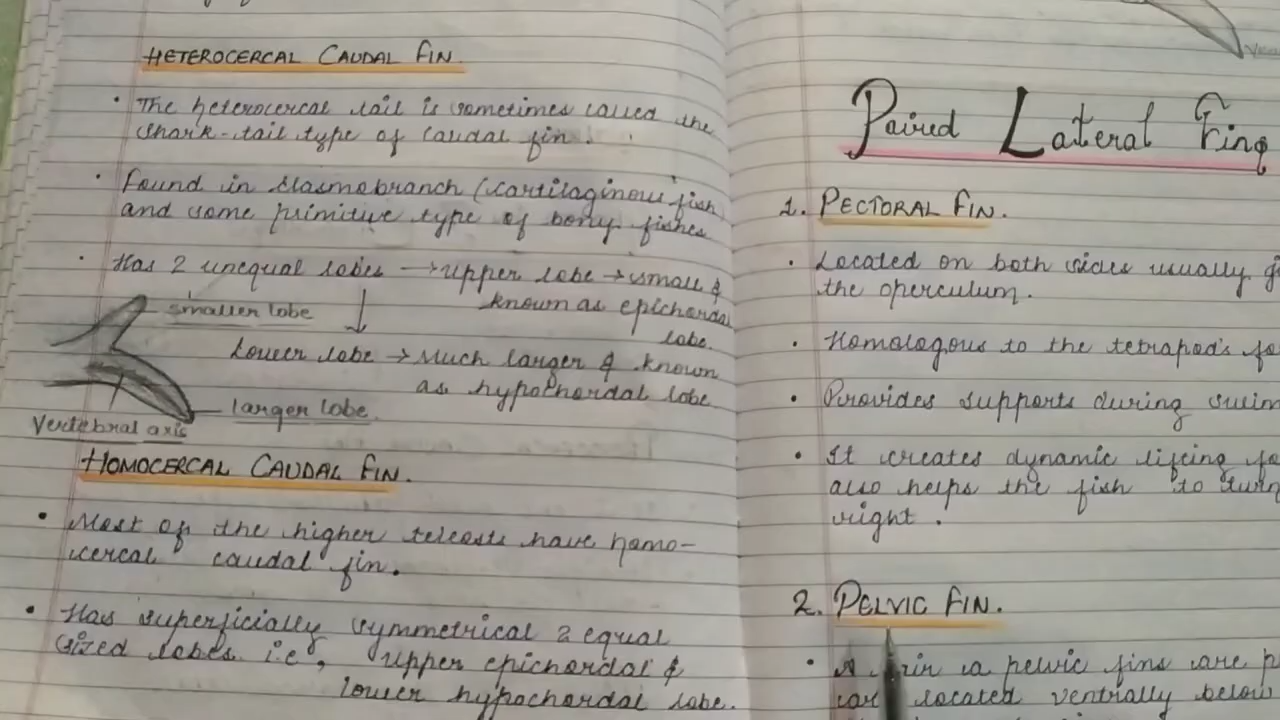 HETEROCERCAL CAUDAL FIN.
• The heterocercal tail is sometimes called the
shark-tail type of caudal fin.
• Found in Elasmobranch (cartilaginous fish
and some primitive type of bony fishes
• Has 2 unequal lobes → upper lobe → small &
known as epichordal
lobe.
smaller lobe
↓
Lower lobe → Much larger & known
as hypochordal lobe
larger lobe
Vertebral axis
HOMOCERCAL CAUDAL FIN.
• Most of the higher teleosts have homo-
cercal caudal fin.
• Has superficially symmetrical 2 equal
sized lobes i.e, upper epichordal &
lower hypochordal lobe.
Paired Lateral Fins
1. PECTORAL FIN.
• Located on both sides usually
the operculum.
• Homologous to the tetrapod's
• Provides supports during
• It creates dynamic lifting
also helps the fish to turn
right.
2. PELVIC FIN.
• pelvic fins are
located ventrally below